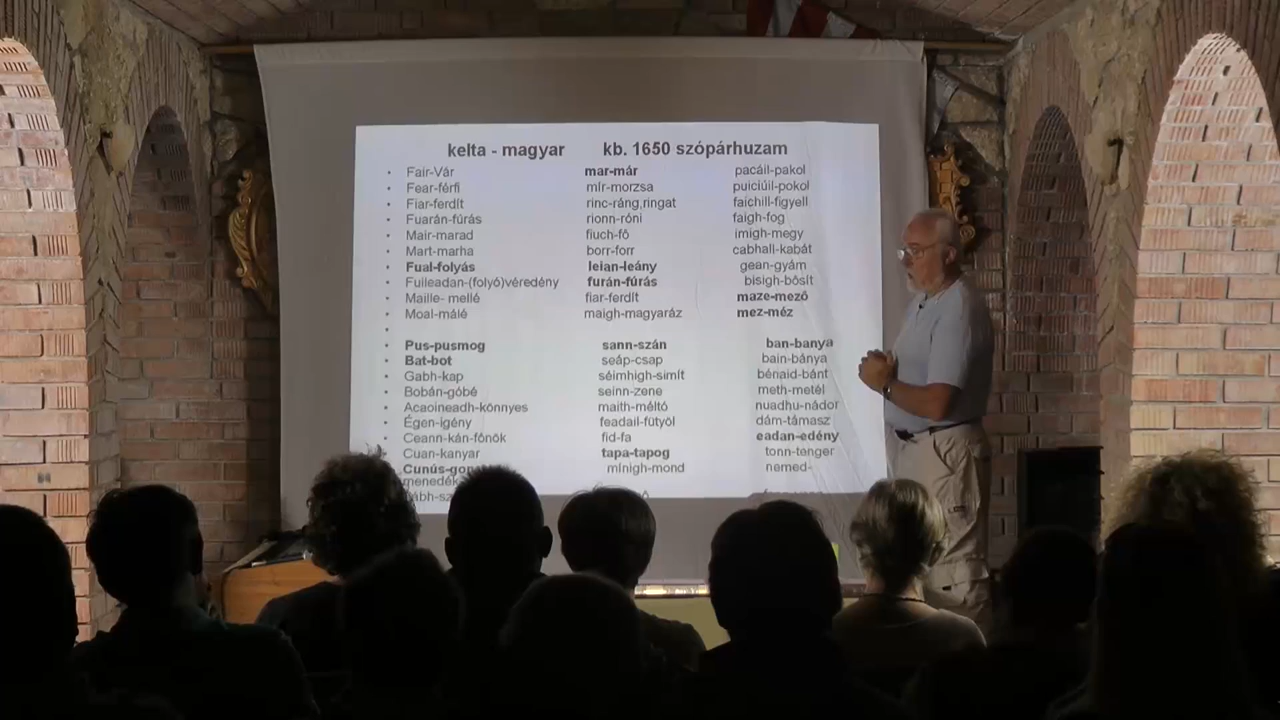 kelta - magyar kb. 1650 szópárhuzam
Fair-Vár mar-már pacáil-pakol
Fear-férfi mír-morzsa puiciúil-pokol
Fiar-ferdít rinc-ráng,ringat faichill-figyell
Fuarán-fúrás rionn-róni faigh-fog
Mair-marad fiuch-fő imigh-megy
Mart-marha borr-forr cabhall-kabát
Fual-folyás leian-leány gean-gyám
Fuileadan-(folyó)véredény furán-fúrás bisigh-bősít
Maille- mellé fiar-ferdít maze-mező
Moal-málé maigh-magyaráz mez-méz
Pus-pusmog sann-szán ban-banya
Bat-bot seáp-csap bain-bánya
Gabh-kap séimhigh-simít bénaid-bánt
Bobán-góbé seinn-zene meth-metél
Acaoineadh-könnyes maith-méltó nuadhu-nádor
Égen-igény feadail-fütyöl dám-támasz
Ceann-kán-főnök fid-fa eadan-edény
Cuan-kanyar tapa-tapog tonn-tenger
mínigh-mond nemed-
menedék